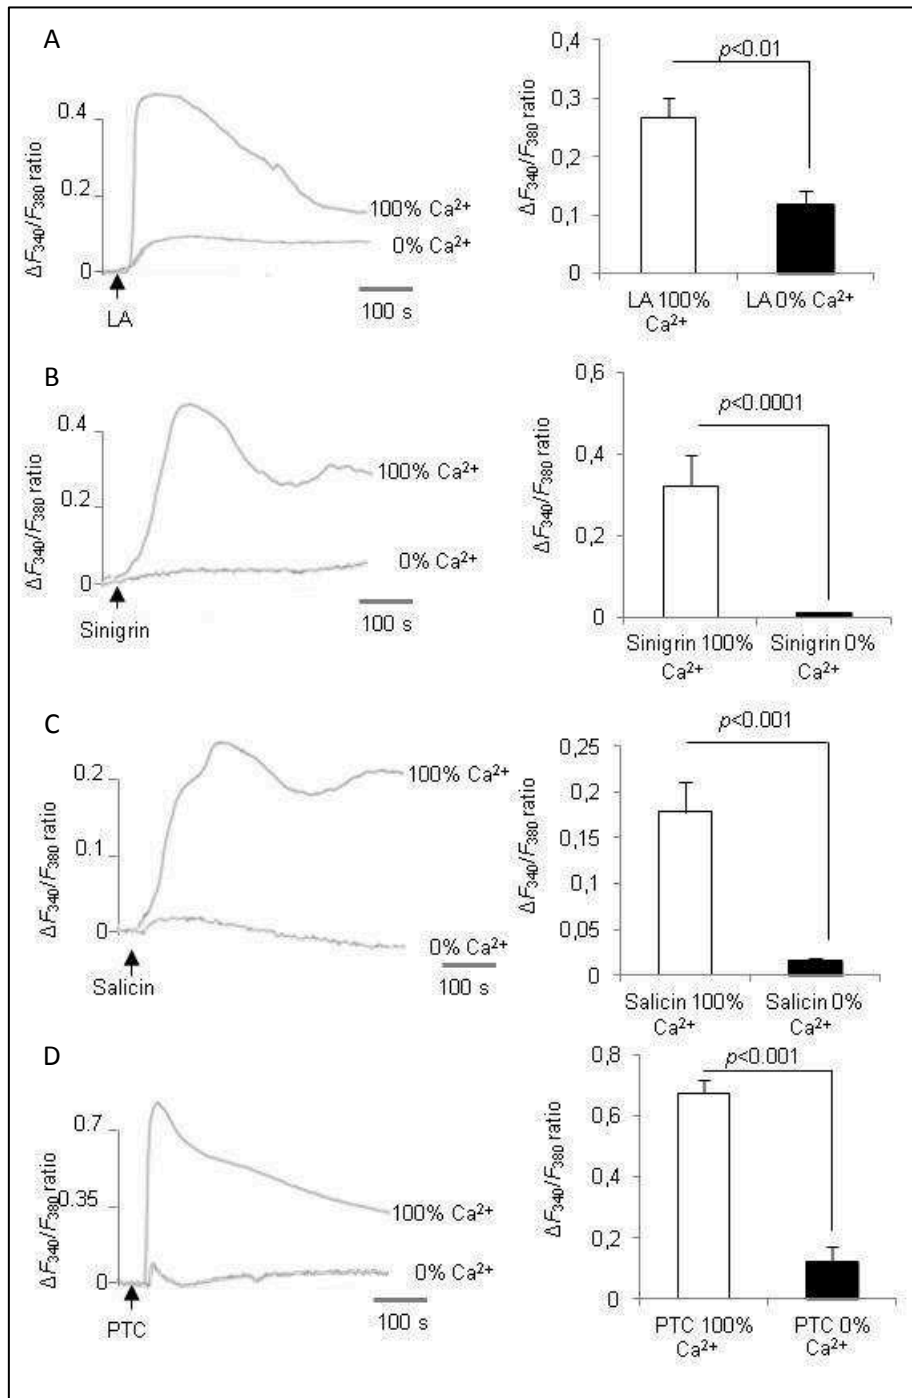 A
ΔF340/F380 ratio
0.4
0.2
0
100% Ca2+
0% Ca2+
LA
100 s
ΔF340/F380 ratio
0,4
0,3
0,2
0,1
0
p<0.01
LA 100% Ca2+
LA 0% Ca2+
B
ΔF340/F380 ratio
0.4
0.2
0
100% Ca2+
0% Ca2+
Sinigrin
100 s
ΔF340/F380 ratio
0,6
0,4
0,2
0
p<0.0001
Sinigrin 100% Ca2+
Sinigrin 0% Ca2+
C
ΔF340/F380 ratio
0.2
0.1
0
100% Ca2+
0% Ca2+
Salicin
100 s
ΔF340/F380 ratio
0,25
0,2
0,15
0,1
0,05
0
p<0.001
Salicin 100% Ca2+
Salicin 0% Ca2+
D
ΔF340/F380 ratio
0.7
0.35
0
100% Ca2+
0% Ca2+
PTC
100 s
ΔF340/F380 ratio
0,8
0,6
0,4
0,2
0
p<0.001
PTC 100% Ca2+
PTC 0% Ca2+